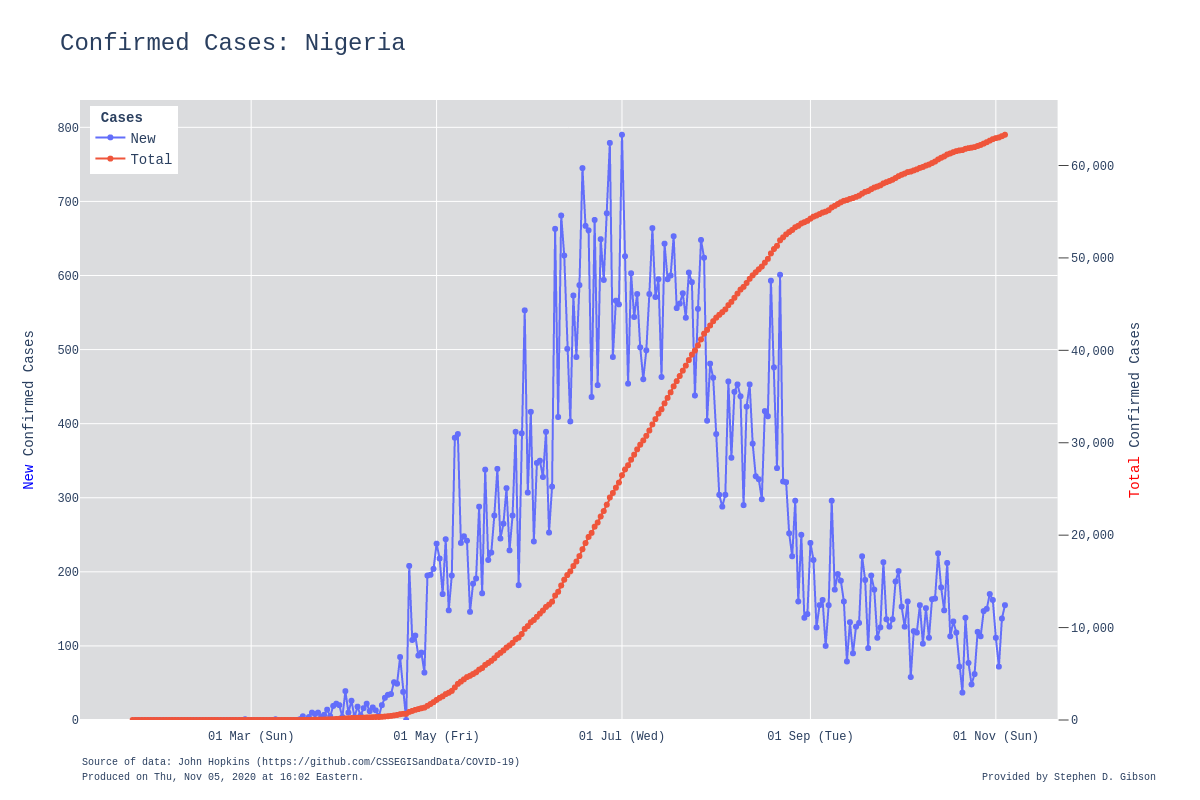 Confirmed Cases: Nigeria
Cases
New
Total
800
700
600
500
400
300
200
100
0
60,000
50,000
40,000
30,000
20,000
10,000
0
New Confirmed Cases
Total Confirmed Cases
01 Mar (Sun)
01 May (Fri)
01 Jul (Wed)
01 Sep (Tue)
01 Nov (Sun)
Source of data: John Hopkins (https://github.com/CSSEGISandData/COVID-19)
Produced on Thu, Nov 05, 2020 at 16:02 Eastern.
Provided by Stephen D. Gibson